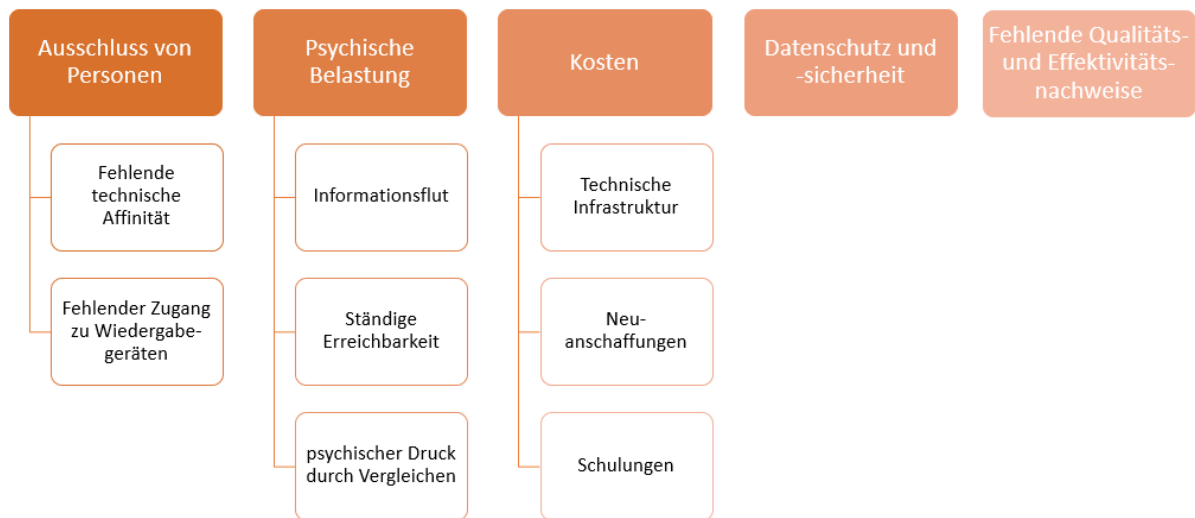 Ausschluss von
Personen
Fehlende
technische
Affinität
Fehlender Zugang
zu Wiedergabe-
geräten
Psychische
Belastung
Informationsflut
Ständige
Erreichbarkeit
psychischer Druck
durch Vergleichen
Kosten
Technische
Infrastruktur
Neu-
anschaffungen
Schulungen
Datenschutz und
-sicherheit
Fehlende Qualitäts-
und Effektivitäts-
nachweise